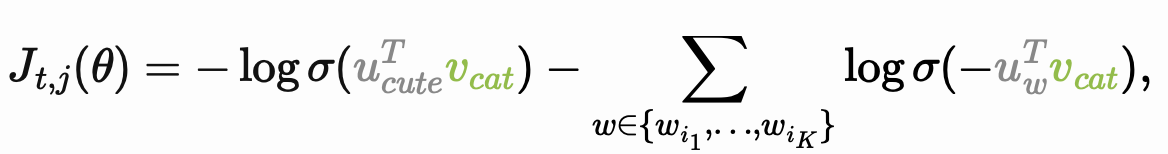 J_{t,j}(θ) = − log σ(u_{cute}^T v_{cat}) − ∑_{w∈{w_{i_1},…,w_{i_K}}} log σ(−u_w^T v_{cat}),